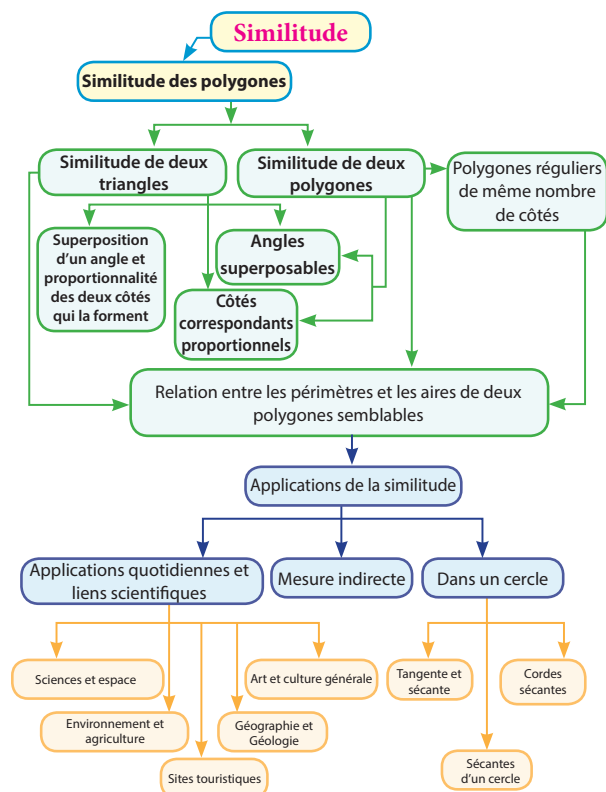 Similitude
Similitude des polygones
Similitude de deux
triangles
Similitude de deux
polygones
Polygones réguliers
de même nombre
de côtés
Superposition
d'un angle et
proportionnalité
des deux côtés
qui la forment
Angles
superposables
Côtés
correspondants
proportionnels
Relation entre les périmètres et les aires de deux
polygones semblables
Applications de la similitude
Applications quotidiennes et
liens scientifiques
Mesure indirecte
Dans un cercle
Sciences et espace
Art et culture générale
Tangente et
sécante
Cordes
sécantes
Environnement et
agriculture
Géographie et
Géologie
Sites touristiques
Sécantes
d'un cercle